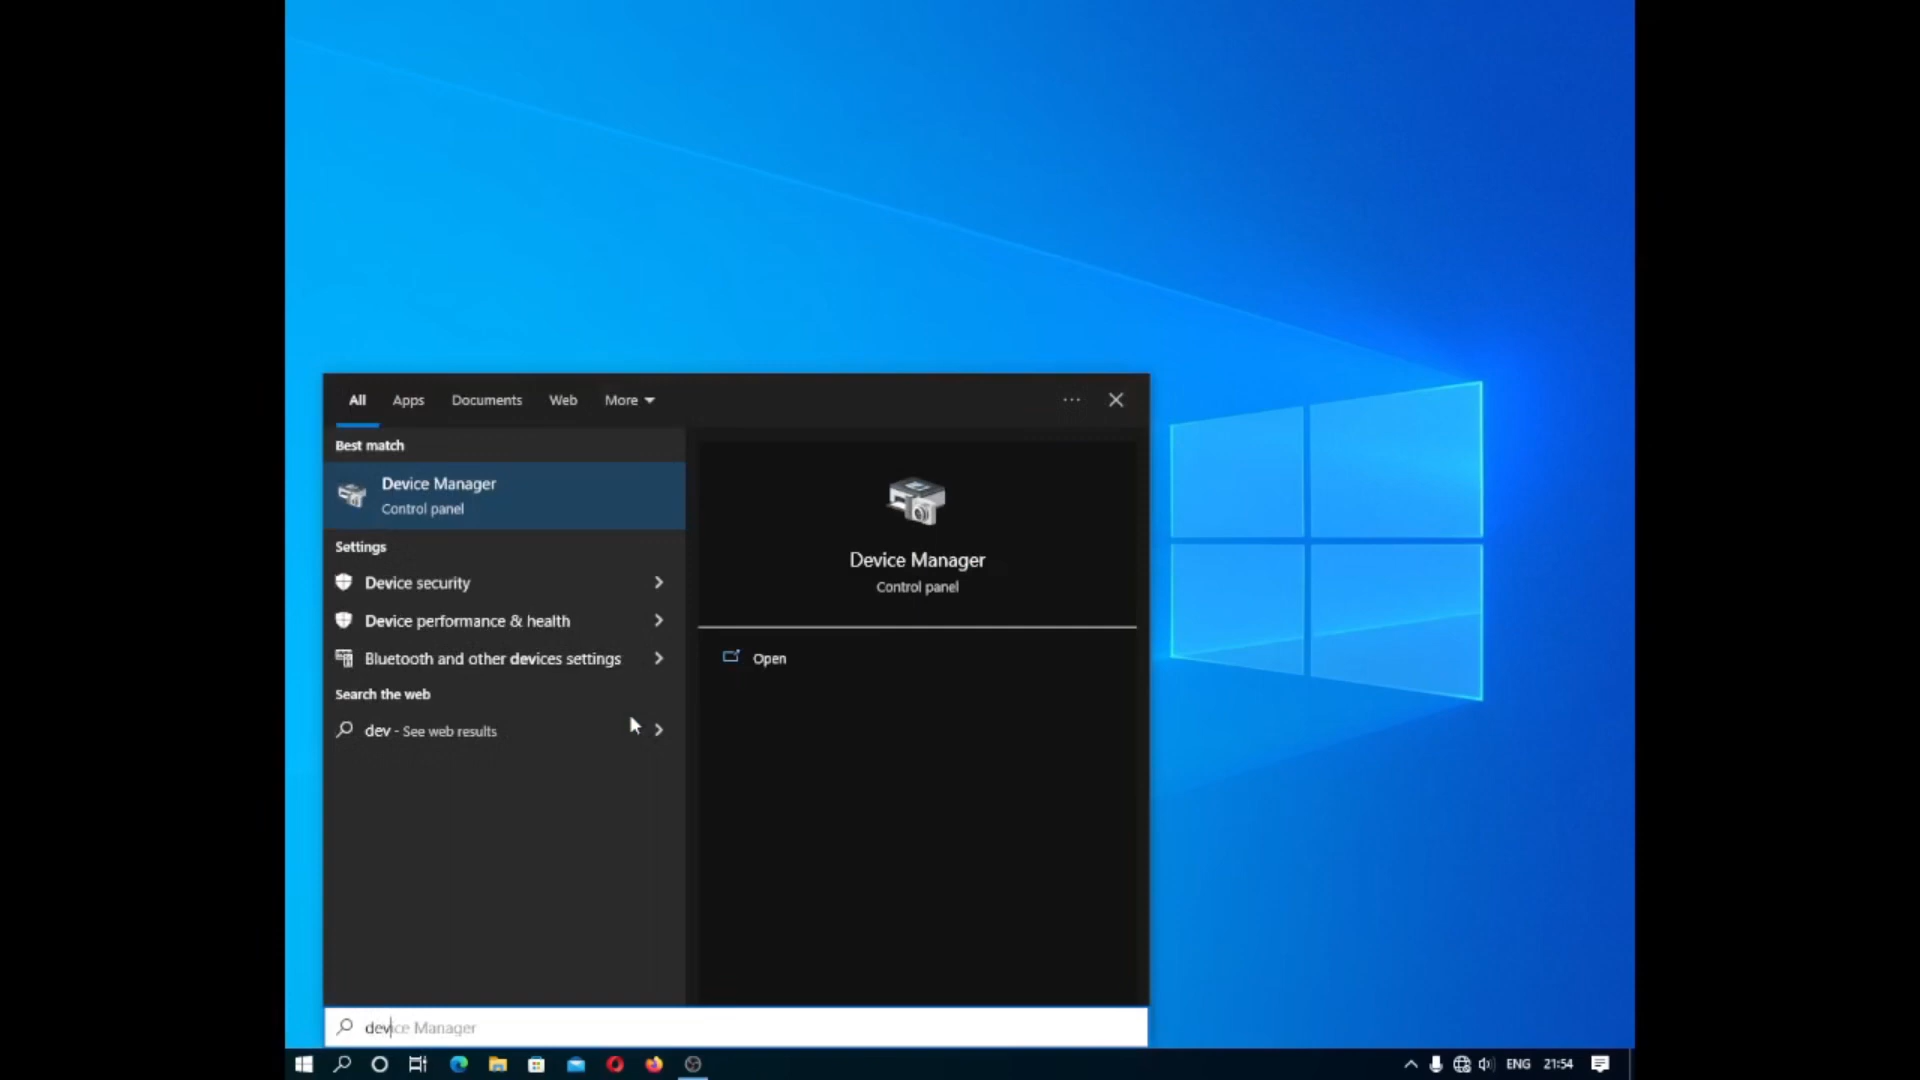 All Apps Documents Web More
Best match
Device Manager
Control panel
Settings
Device security
Device performance & health
Bluetooth and other devices settings
Search the web
dev - See web results
Device Manager
Control panel
Open
device Manager
ENG 21:54